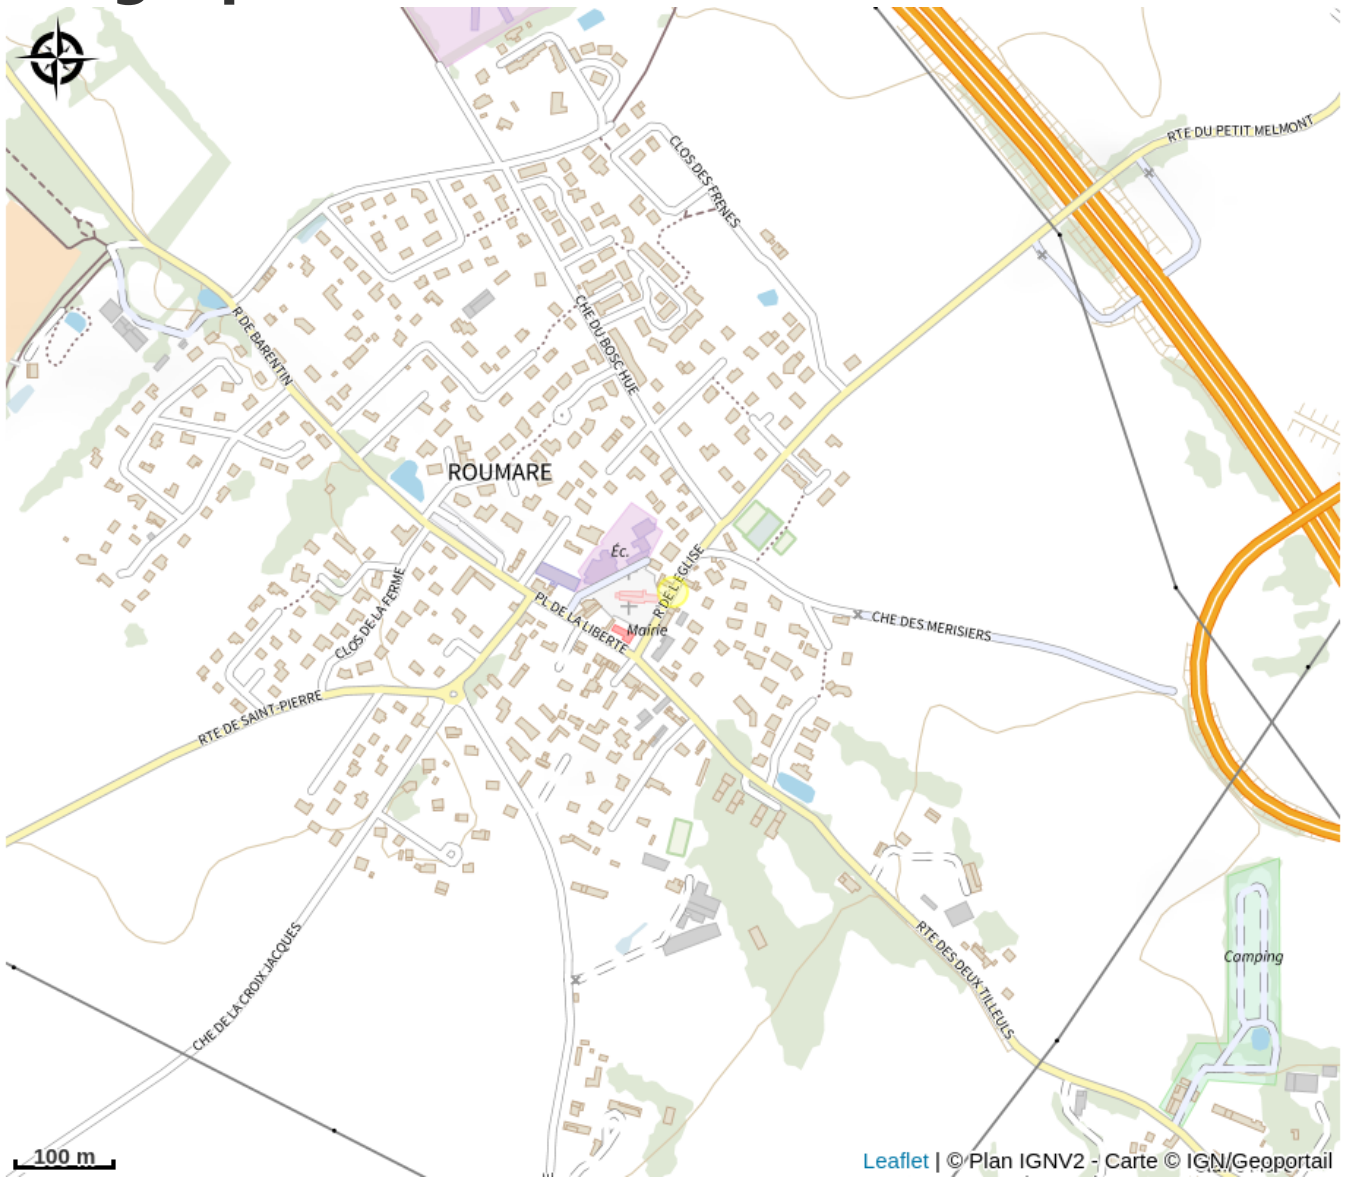 RTE DU PETIT MELMONT
CLOS DES FRENES
R DE BARENTIN
CHE DU BOSC HUE
ROUMARE
Éc.
R DE L'EGLISE
PL DE LA LIBERTE
Mairie
CLOS DE LA FERME
CHE DES MERISIERS
RTE DE SAINT-PIERRE
CHE DE LA CROIX JACQUES
RTE DES DEUX TILLEULS
Camping
100 m
Leaflet | © Plan IGNV2 - Carte © IGN/Geoportail